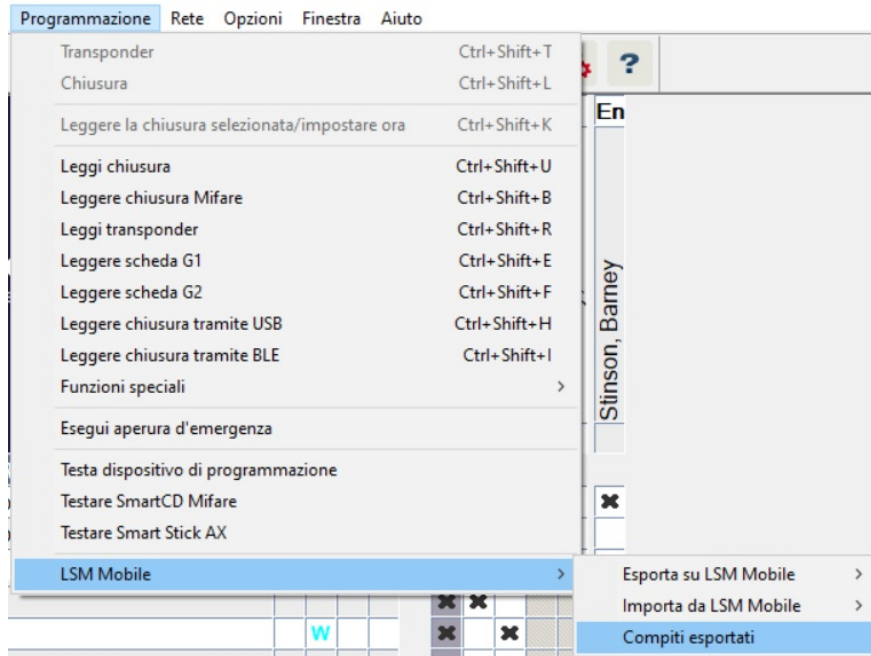 Programmazione Rete Opzioni Finestra Aiuto
Transponder Ctrl+Shift+T
Chiusura Ctrl+Shift+L
?
Leggere la chiusura selezionata/impostare ora Ctrl+Shift+K
En
Leggi chiusura Ctrl+Shift+U
Leggere chiusura Mifare Ctrl+Shift+B
Leggi transponder Ctrl+Shift+R
Leggere scheda G1 Ctrl+Shift+E
Leggere scheda G2 Ctrl+Shift+F
Leggere chiusura tramite USB Ctrl+Shift+H
Leggere chiusura tramite BLE Ctrl+Shift+I
Funzioni speciali >
Stinson, Barney
Esegui aperura d'emergenza
Testa dispositivo di programmazione
Testare SmartCD Mifare
Testare Smart Stick AX
LSM Mobile >
Esporta su LSM Mobile >
Importa da LSM Mobile >
W
Compiti esportati